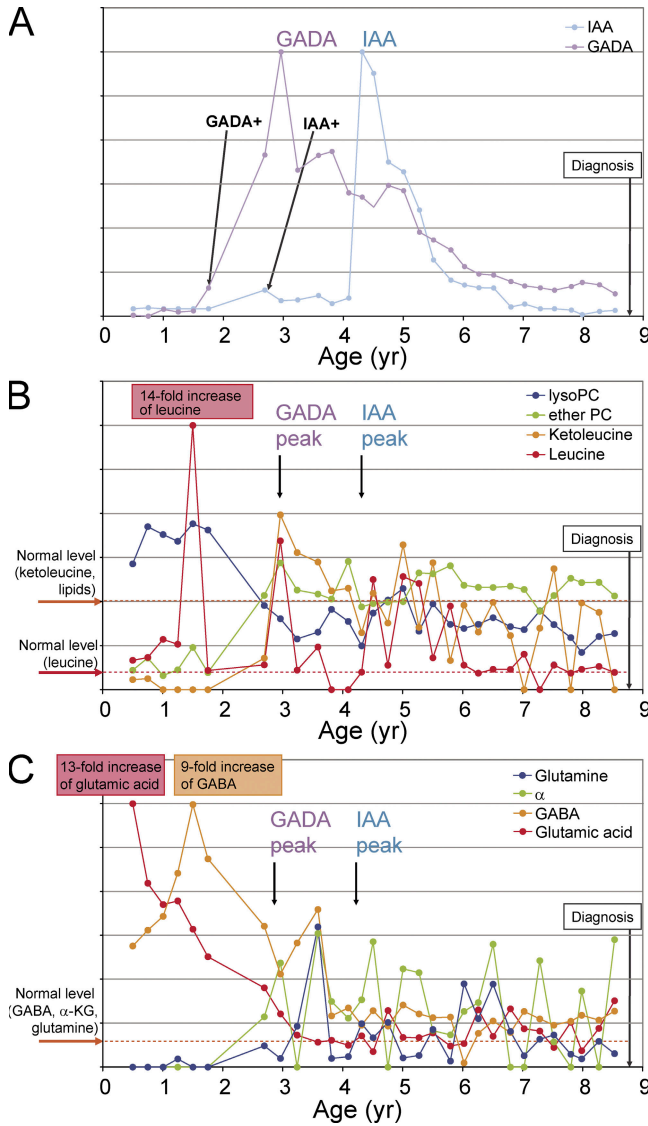 A
GADA
IAA
IAA
GADA
GADA+
IAA+
Diagnosis
0 1 2 3 4 5 6 7 8 9
Age (yr)
B
14-fold increase
of leucine
GADA
peak
IAA
peak
lysoPC
ether PC
Ketoleucine
Leucine
Normal level
(ketoleucine,
lipids)
Diagnosis
Normal level
(leucine)
0 1 2 3 4 5 6 7 8 9
Age (yr)
C
13-fold increase
of glutamic acid
9-fold increase
of GABA
GADA
peak
IAA
peak
Glutamine
α
GABA
Glutamic acid
Diagnosis
Normal level
(GABA, α-KG,
glutamine)
0 1 2 3 4 5 6 7 8 9
Age (yr)